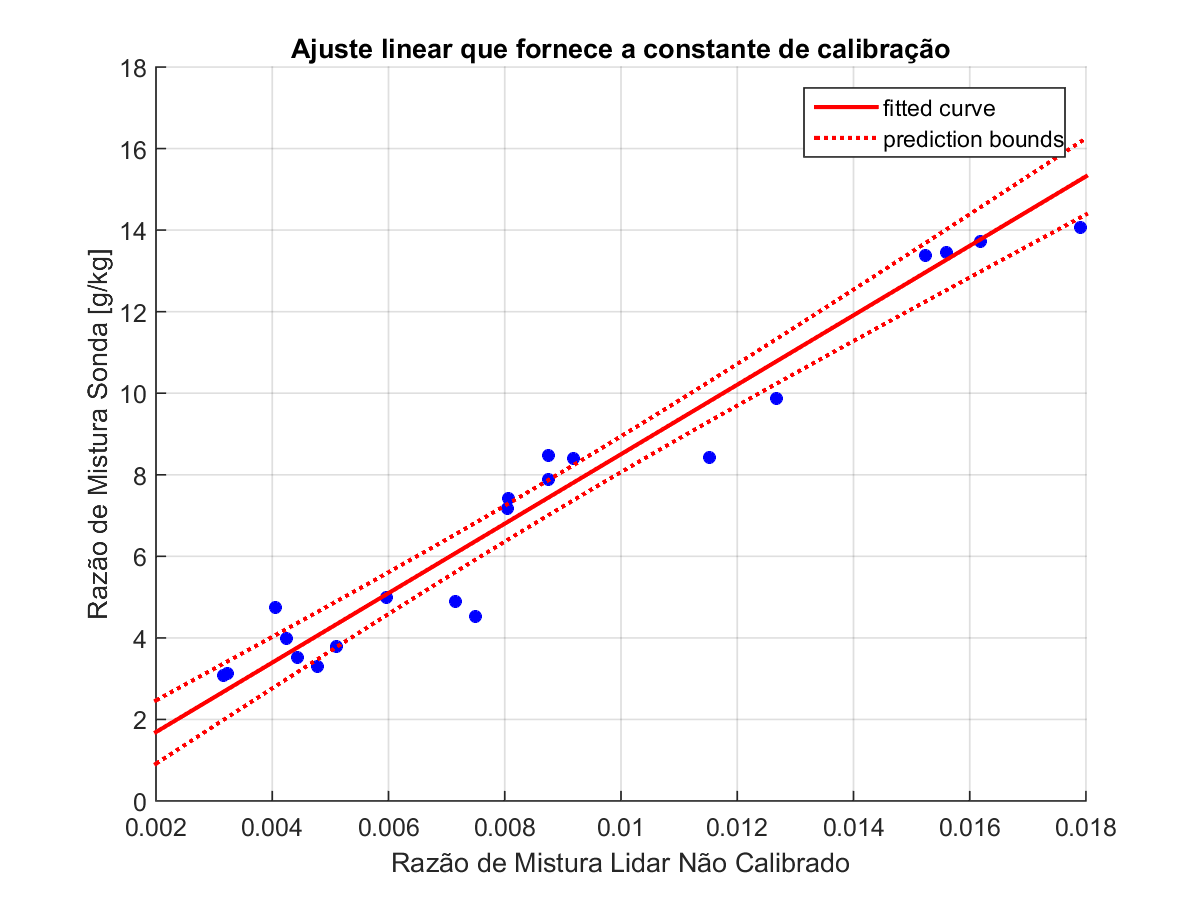 Ajuste linear que fornece a constante de calibração
fitted curve
prediction bounds
Razão de Mistura Sonda [g/kg]
18
16
14
12
10
8
6
4
2
0
0.002 0.004 0.006 0.008 0.01 0.012 0.014 0.016 0.018
Razão de Mistura Lidar Não Calibrado